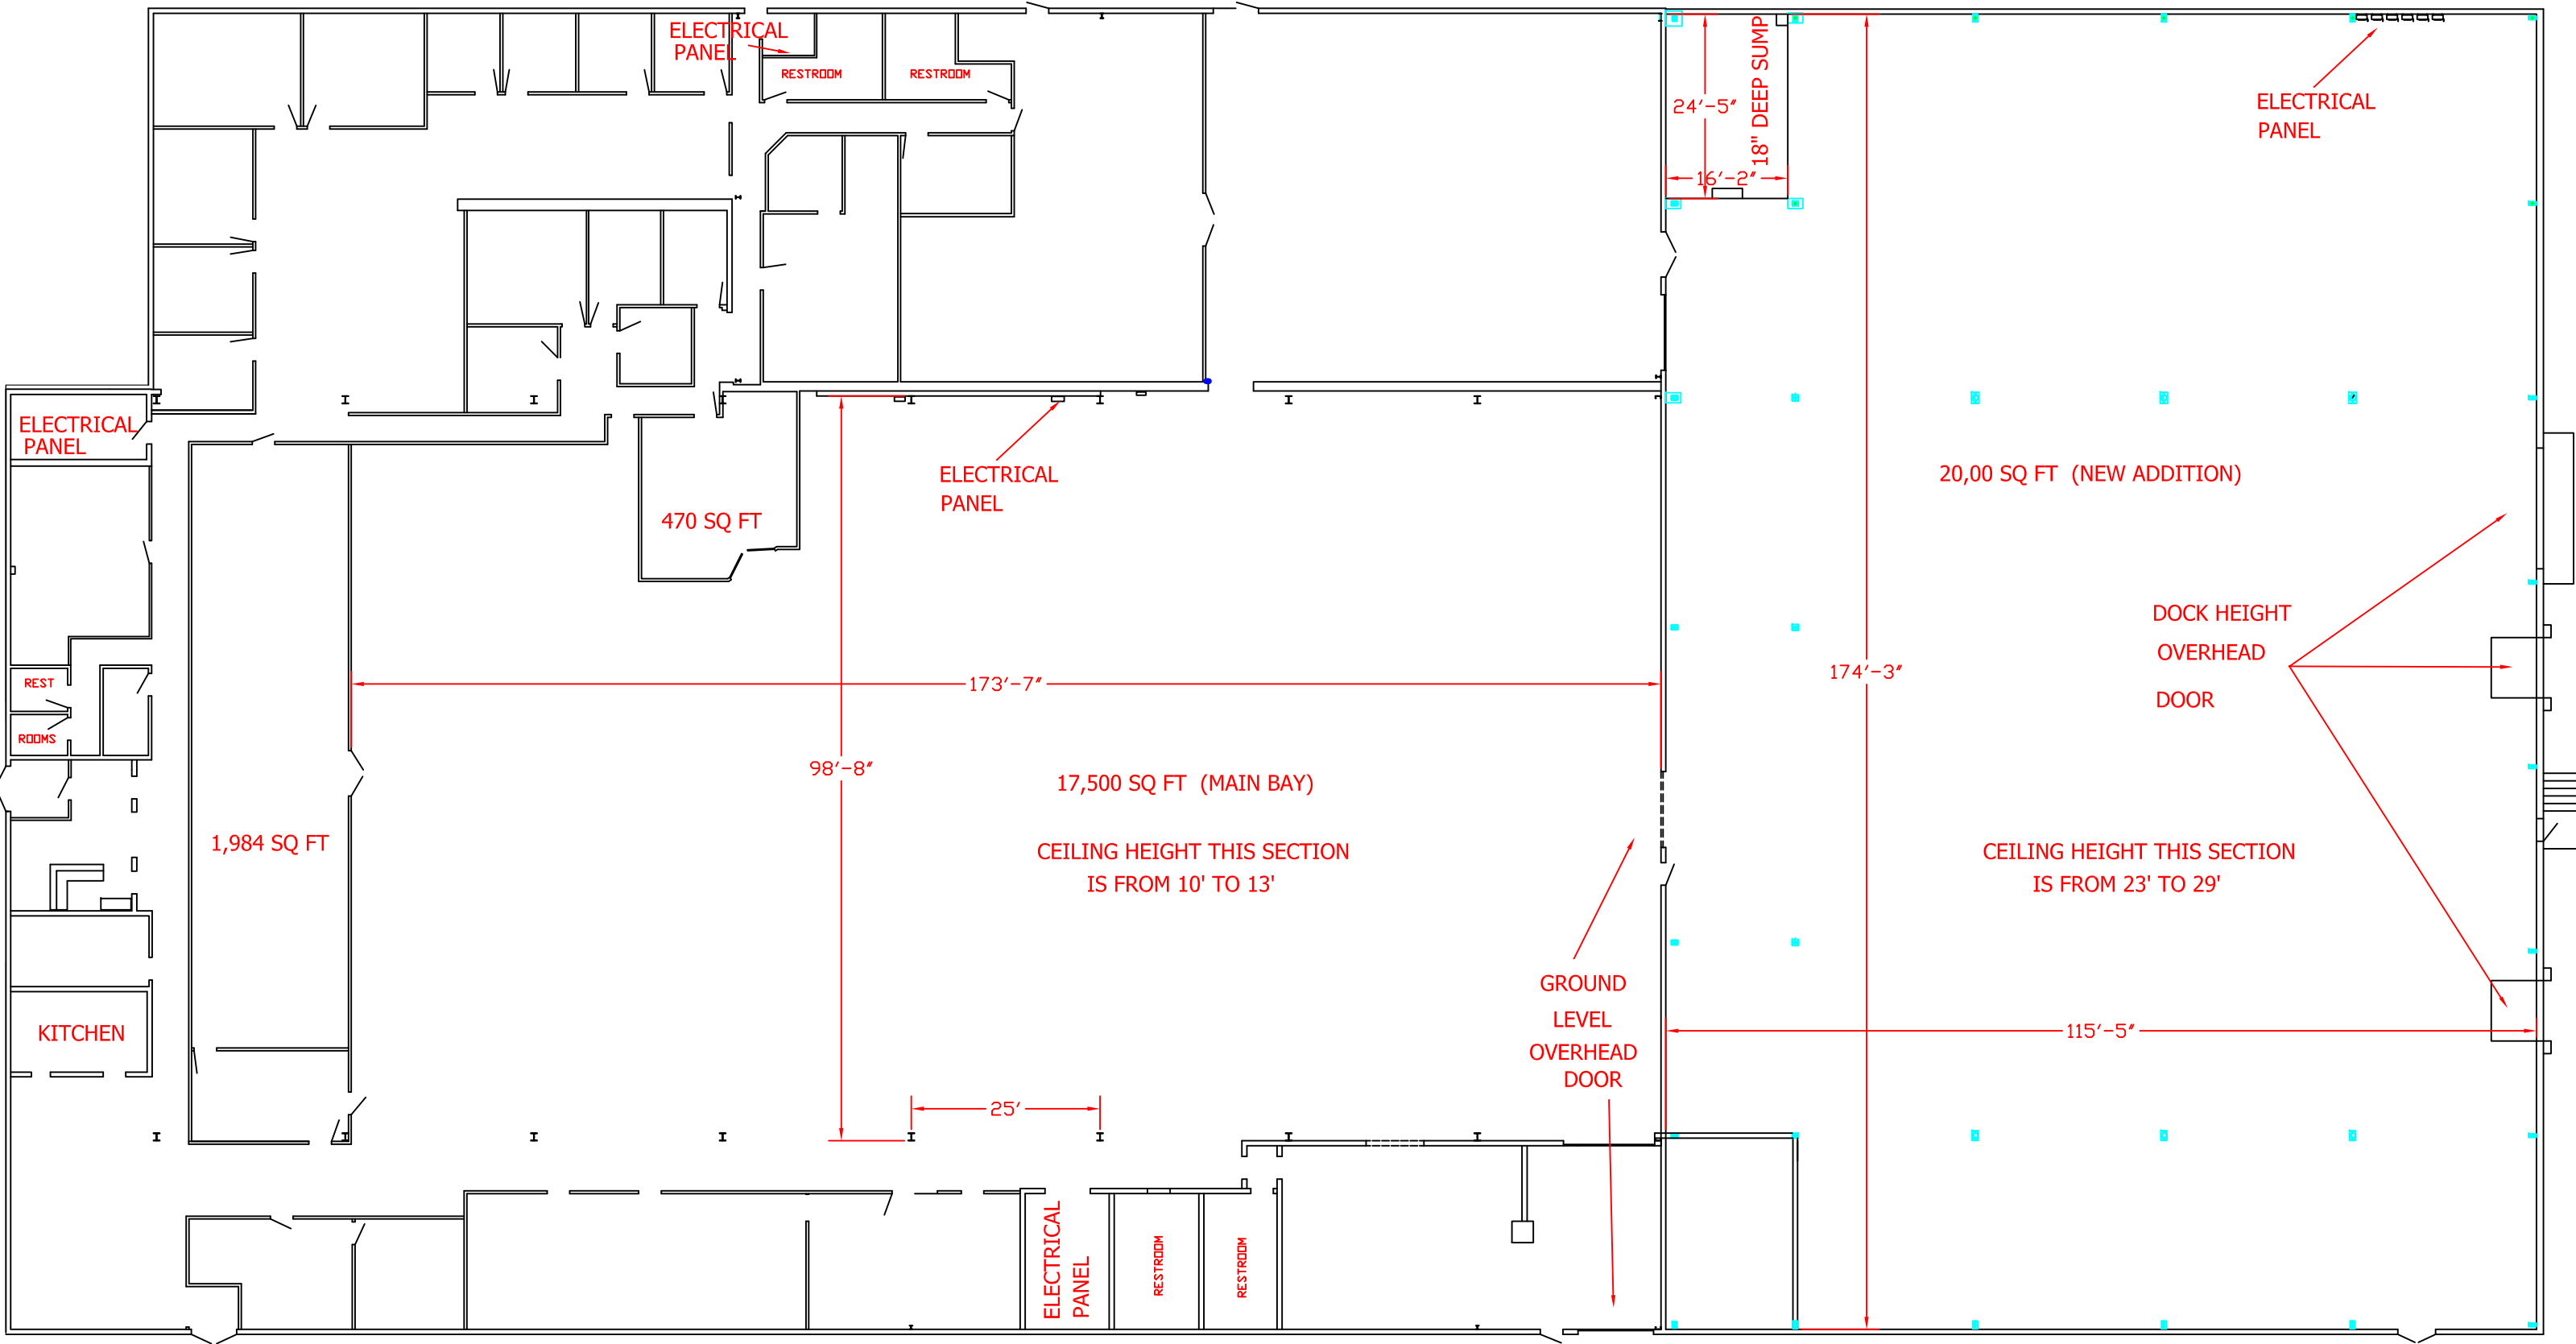 ELECTRICAL
PANEL
RESTROOM
RESTROOM
24'-5"
18" DEEP SUMP
16'-2"
ELECTRICAL
PANEL
ELECTRICAL
PANEL
ELECTRICAL
PANEL
470 SQ FT
20,00 SQ FT (NEW ADDITION)
DOCK HEIGHT
OVERHEAD
DOOR
REST
ROOMS
173'-7"
174'-3"
98'-8"
17,500 SQ FT (MAIN BAY)
1,984 SQ FT
CEILING HEIGHT THIS SECTION
IS FROM 10' TO 13'
CEILING HEIGHT THIS SECTION
IS FROM 23' TO 29'
GROUND
LEVEL
OVERHEAD
DOOR
KITCHEN
115'-5"
25'
ELECTRICAL
PANEL
RESTROOM
RESTROOM